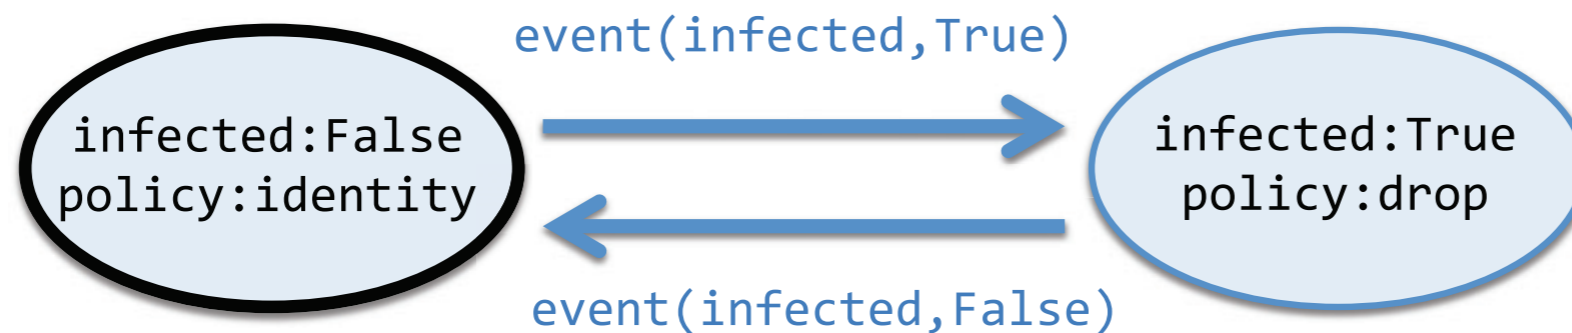 event(infected,True)
infected:False
policy:identity
infected:True
policy:drop
event(infected,False)